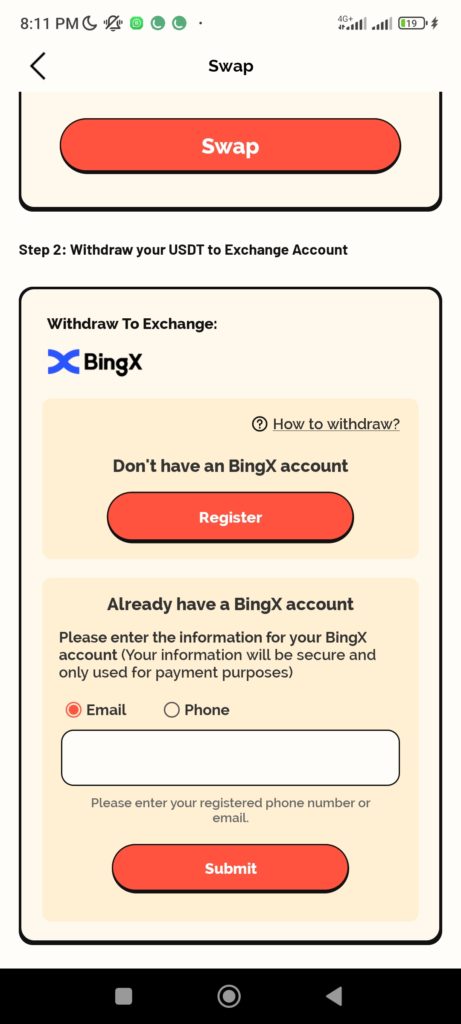 8:11 PM
4G+
19
Swap
Swap
Step 2: Withdraw your USDT to Exchange Account
Withdraw To Exchange:
BingX
How to withdraw?
Don't have an BingX account
Register
Already have a BingX account
Please enter the information for your BingX
account (Your information will be secure and
only used for payment purposes)
Email Phone
Please enter your registered phone number or
email.
Submit